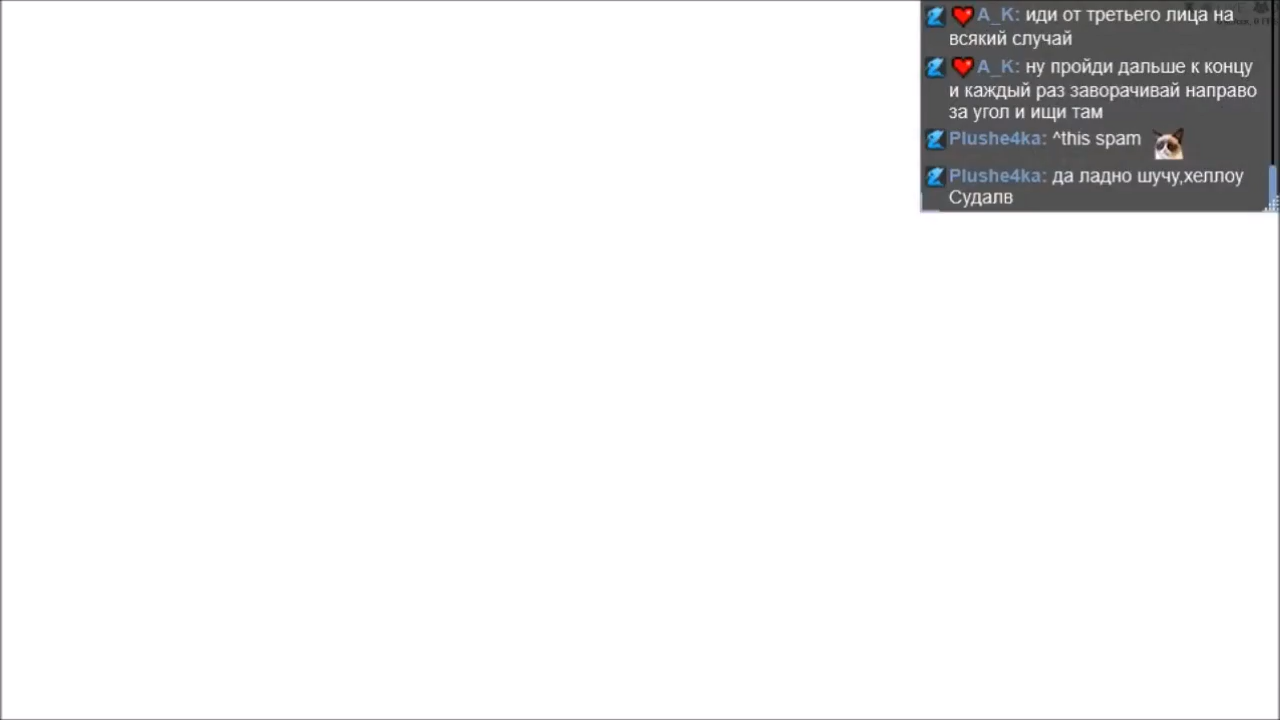 A_K: иди от третьего лица на
всякий случай
A_K: ну пройди дальше к концу
и каждый раз заворачивай направо
за угол и ищи там
Plushe4ka: ^this spam
Plushe4ka: да ладно шучу,хеллоу
Судалв